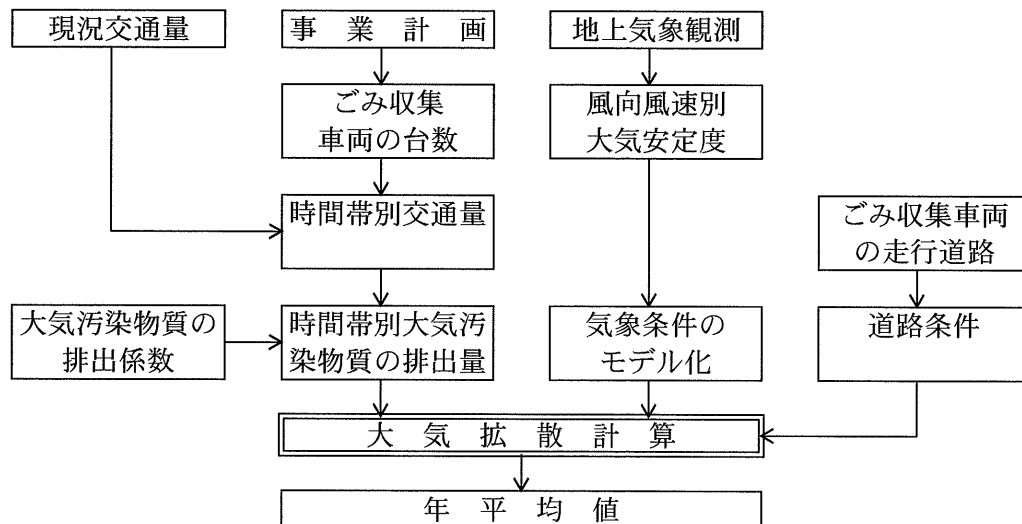 現況交通量
事業計画
地上気象観測
ごみ収集
車両の台数
風向風速別
大気安定度
時間帯別交通量
ごみ収集車両
の走行道路
大気汚染物質の
排出係数
時間帯別大気汚
染物質の排出量
気象条件の
モデル化
道路条件
大気拡散計算
年平均値